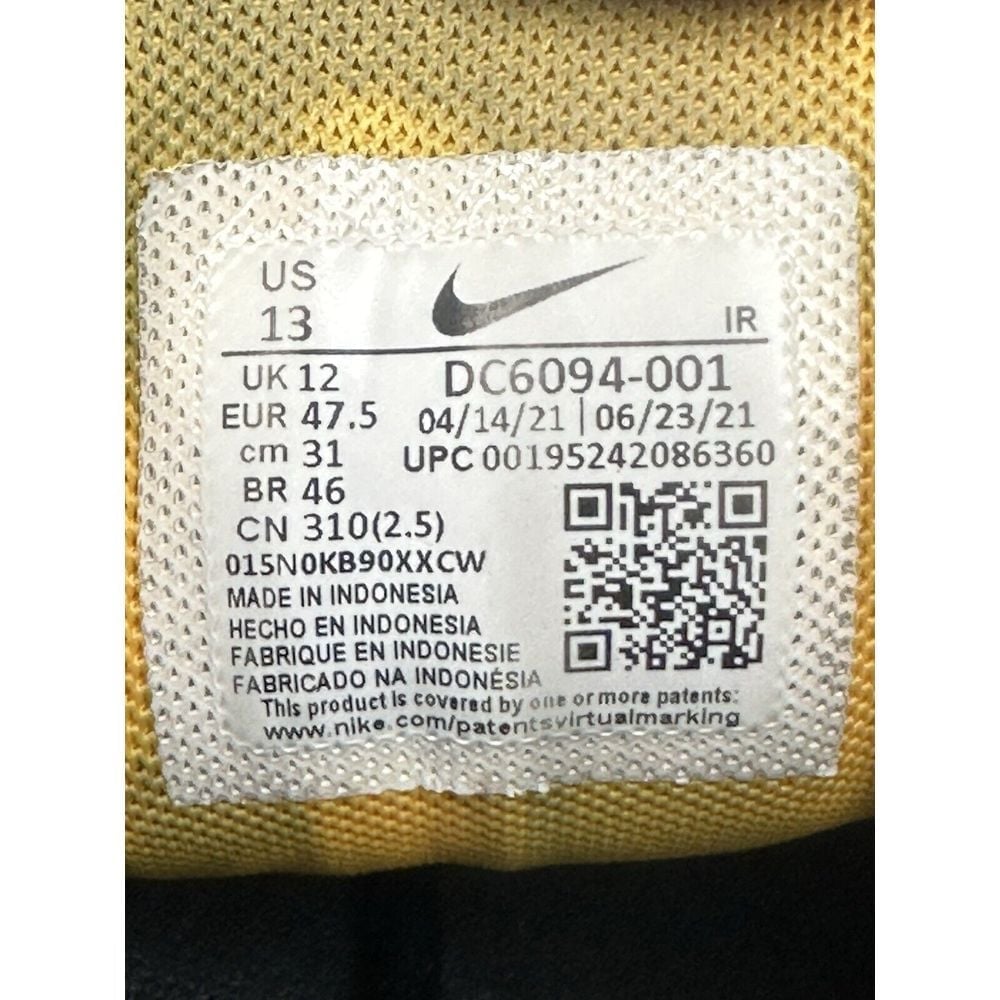 US
13
IR
UK 12
DC6094-001
EUR 47.5
04/14/21 | 06/23/21
cm 31
UPC 00195242086360
BR 46
CN 310(2.5)
015N0KB90XXCW
MADE IN INDONESIA
HECHO EN INDONESIA
FABRIQUE EN INDONESIE
FABRICADO NA INDONÉSIA
This product is covered by one or more patents:
www.nike.com/patentsvirtualmarking